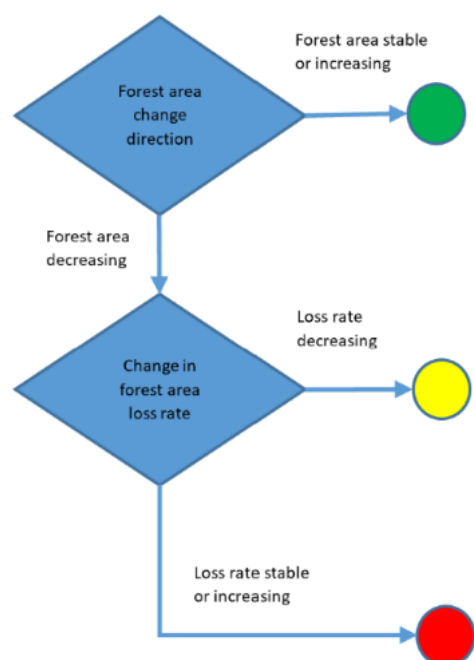 Forest area stable
or increasing
Forest area
change
direction
Forest area
decreasing
Loss rate
decreasing
Change in
forest area
loss rate
Loss rate stable
or increasing